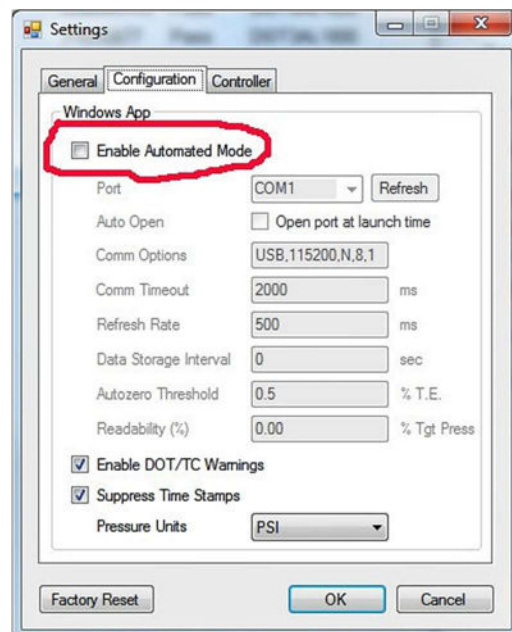 Settings
General Configuration Controller
Windows App
Enable Automated Mode
Port COM1 Refresh
Auto Open Open port at launch time
Comm Options USB,115200,N,8,1
Comm Timeout 2000 ms
Refresh Rate 500 ms
Data Storage Interval 0 sec
Autozero Threshold 0.5 % T.E.
Readability (%) 0.00 % Tgt Press
Enable DOT/TC Warnings
Suppress Time Stamps
Pressure Units PSI
Factory Reset OK Cancel